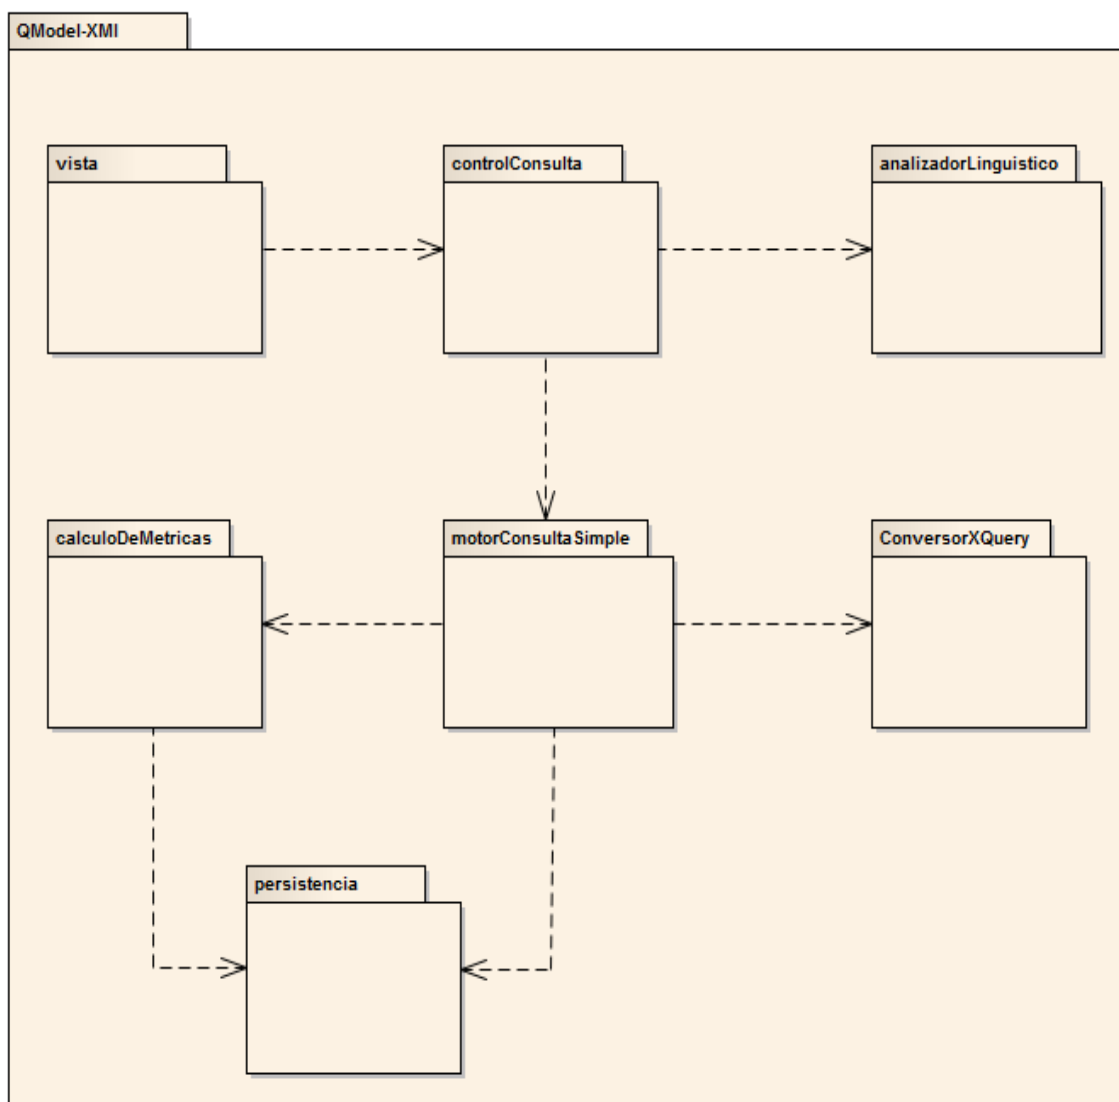 QModel-XMI
vista
controlConsulta
analizadorLinguistico
calculoDeMetricas
motorConsultaSimple
ConversorXQuery
persistencia